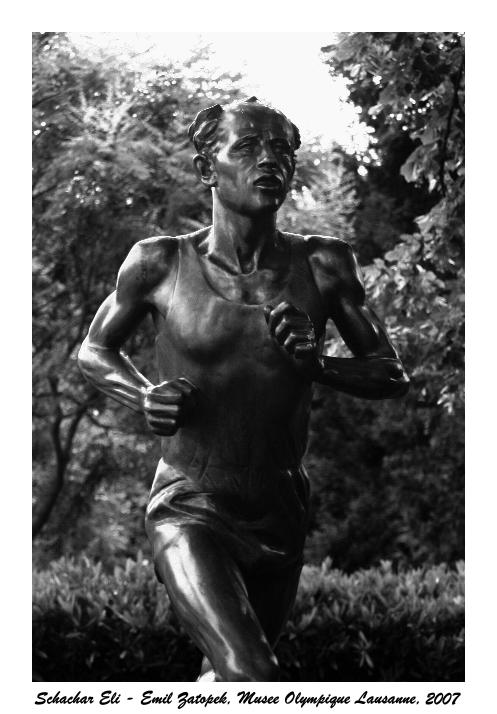 Schachar Eli - Emil Zatopek, Musee Olympique Lausanne, 2007